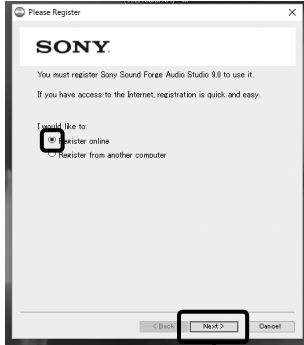 Please Register
SONY
You must register Sony Sound Forge Audio Studio 9.0 to use it.
If you have access to the Internet, registration is quick and easy.
I would like to:
Register online
Register from another computer
< Back
Next >
Cancel